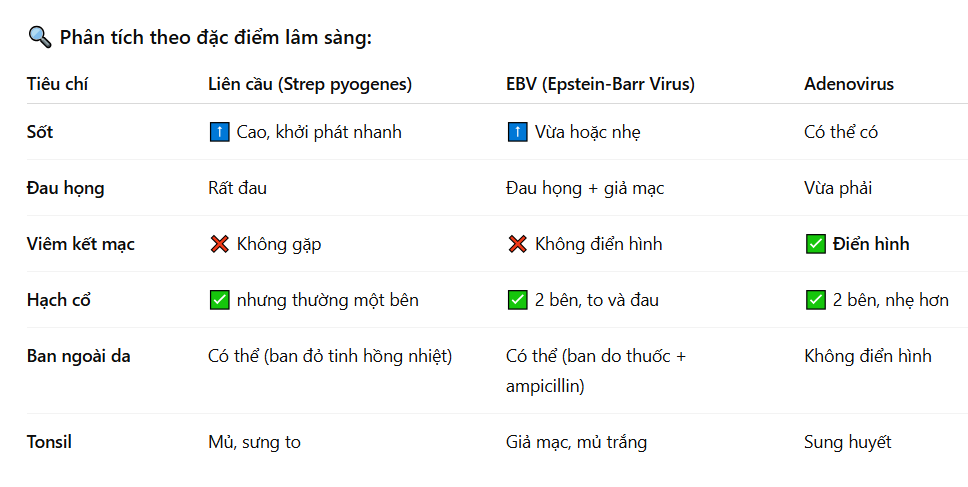 🔍 Phân tích theo đặc điểm lâm sàng:
Tiêu chí Liên cầu (Strep pyogenes) EBV (Epstein-Barr Virus) Adenovirus
Sốt ⬆️ Cao, khởi phát nhanh ⬆️ Vừa hoặc nhẹ Có thể có
Đau họng Rất đau Đau họng + giả mạc Vừa phải
Viêm kết mạc ❌ Không gặp ❌ Không điển hình ✅ Điển hình
Hạch cổ ✅ nhưng thường một bên ✅ 2 bên, to và đau ✅ 2 bên, nhẹ hơn
Ban ngoài da Có thể (ban đỏ tinh hồng nhiệt) Có thể (ban do thuốc + Không điển hình
ampicillin)
Tonsil Mủ, sưng to Giả mạc, mủ trắng Sung huyết